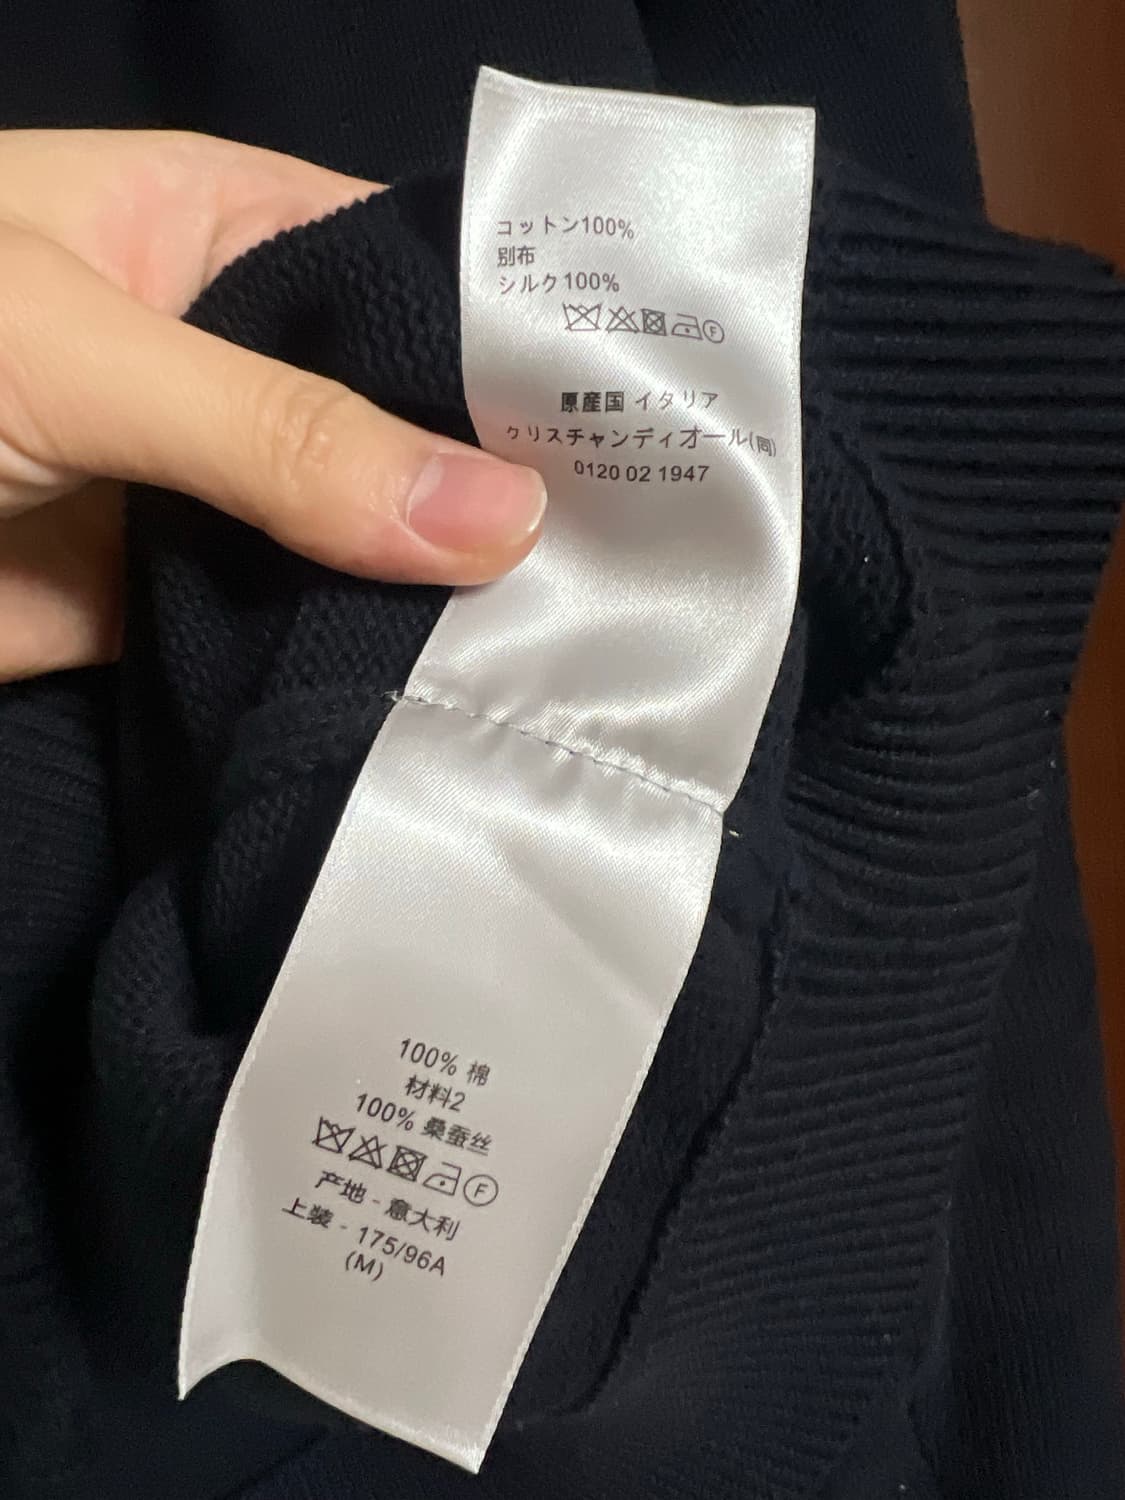 コットン100%
別布
シルク100%
F
原産国 イタリア
クリスチャンディオール(同)
0120 02 1947
100% 棉
材料2
100% 桑蚕丝
F
产地 - 意大利
上装 - 175/96A
(M)